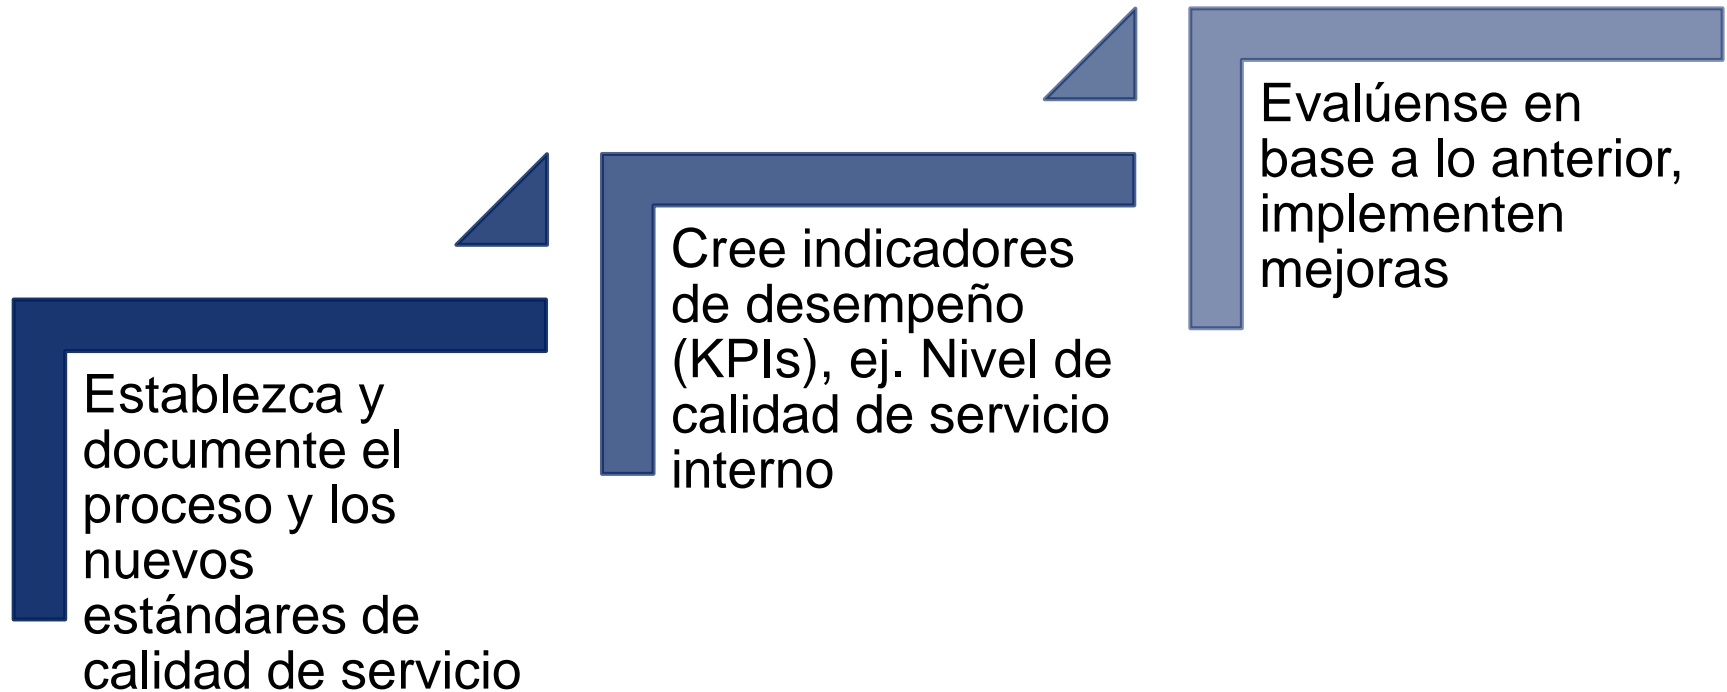 Establezca y
documente el
proceso y los
nuevos
estándares de
calidad de servicio
Cree indicadores
de desempeño
(KPIs), ej. Nivel de
calidad de servicio
interno
Evalúense en
base a lo anterior,
implementen
mejoras